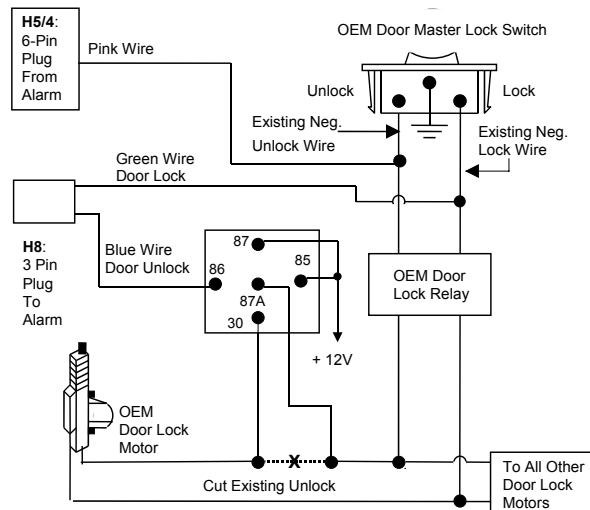 H5/4:
6-Pin
Plug
From
Alarm
Pink Wire
OEM Door Master Lock Switch
Unlock
Lock
Existing Neg.
Unlock Wire
Existing Neg.
Lock Wire
Green Wire
Door Lock
H8:
3 Pin
Plug
To
Alarm
Blue Wire
Door Unlock
87
86
85
87A
30
+ 12V
OEM Door
Lock Relay
OEM
Door Lock
Motor
X
Cut Existing Unlock
To All Other
Door Lock
Motors